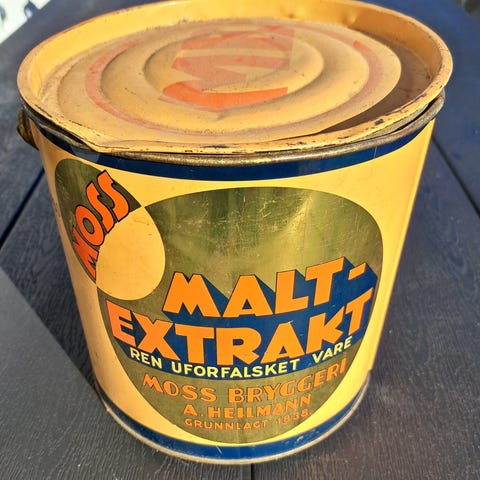 MOSS
MALT-
EXTRAKT
REN UFORFALSKET VARE
MOSS BRYGGERI
A. HEILMANN
GRUNNLAGT 1838.